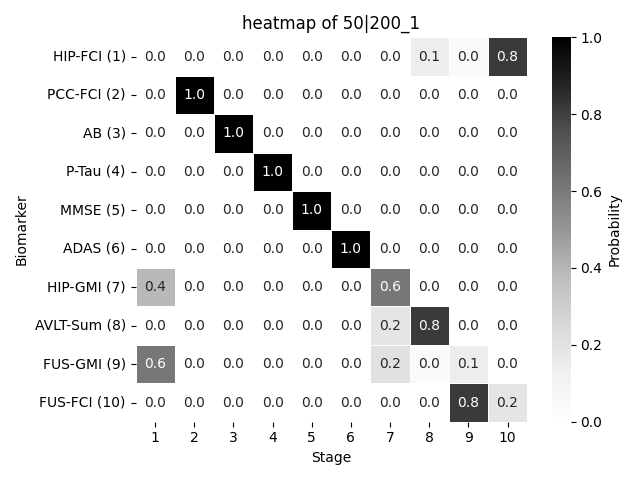 heatmap of 50|200_1
HIP-FCI (1) 0.0 0.0 0.0 0.0 0.0 0.0 0.0 0.1 0.0 0.8
PCC-FCI (2) 0.0 1.0 0.0 0.0 0.0 0.0 0.0 0.0 0.0 0.0
AB (3) 0.0 0.0 1.0 0.0 0.0 0.0 0.0 0.0 0.0 0.0
P-Tau (4) 0.0 0.0 0.0 1.0 0.0 0.0 0.0 0.0 0.0 0.0
MMSE (5) 0.0 0.0 0.0 0.0 1.0 0.0 0.0 0.0 0.0 0.0
ADAS (6) 0.0 0.0 0.0 0.0 0.0 1.0 0.0 0.0 0.0 0.0
HIP-GMI (7) 0.4 0.0 0.0 0.0 0.0 0.0 0.6 0.0 0.0 0.0
AVLT-Sum (8) 0.0 0.0 0.0 0.0 0.0 0.0 0.2 0.8 0.0 0.0
FUS-GMI (9) 0.6 0.0 0.0 0.0 0.0 0.0 0.2 0.0 0.1 0.0
FUS-FCI (10) 0.0 0.0 0.0 0.0 0.0 0.0 0.0 0.0 0.8 0.2
1 2 3 4 5 6 7 8 9 10
Stage
Biomarker
1.0
0.8
0.6
0.4
0.2
0.0
Probability